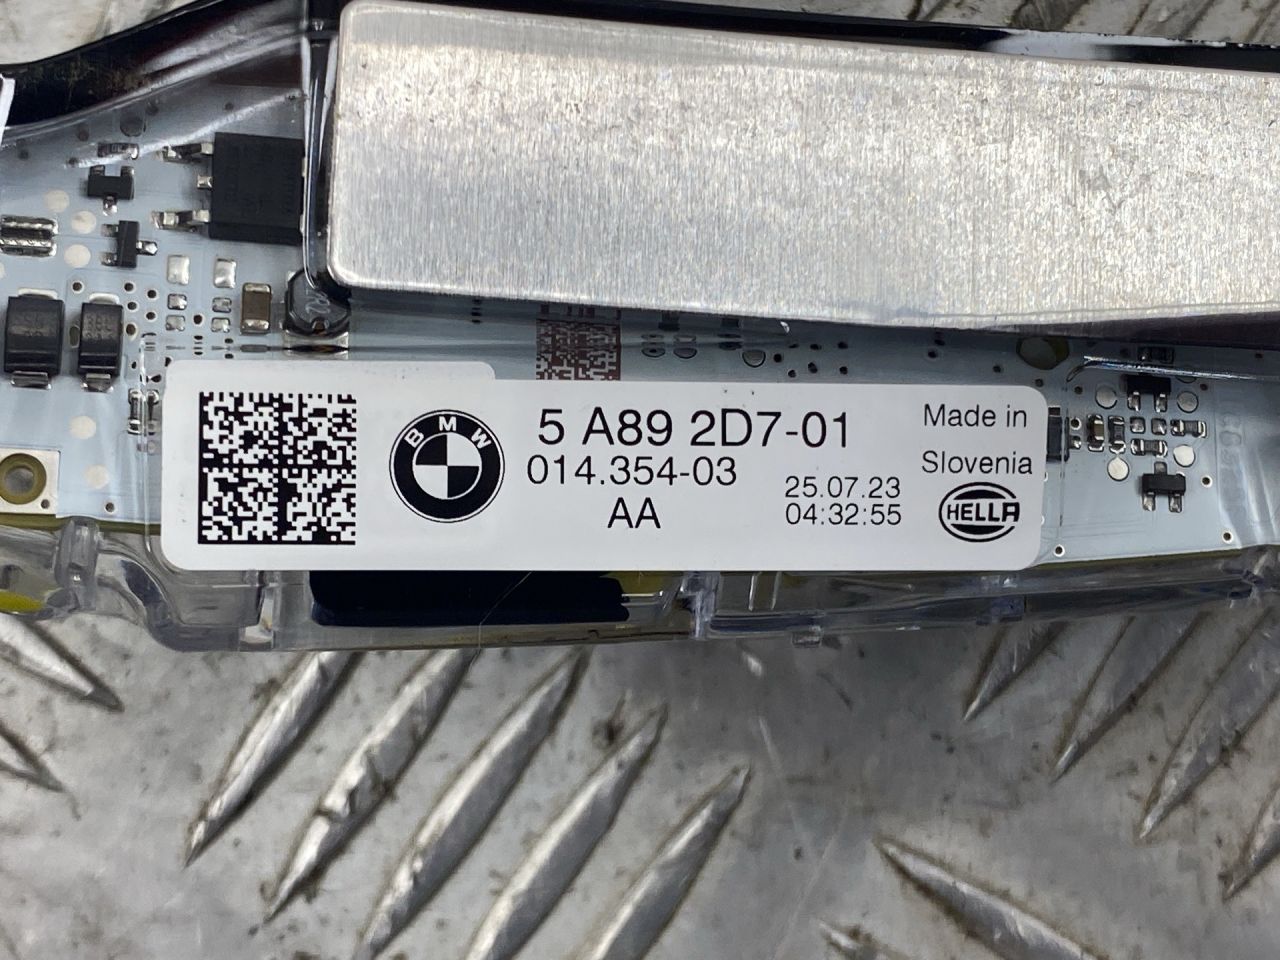 BMW
5 A89 2D7-01
014.354-03
AA
25.07.23
04:32:55
Made in
Slovenia
HELLA